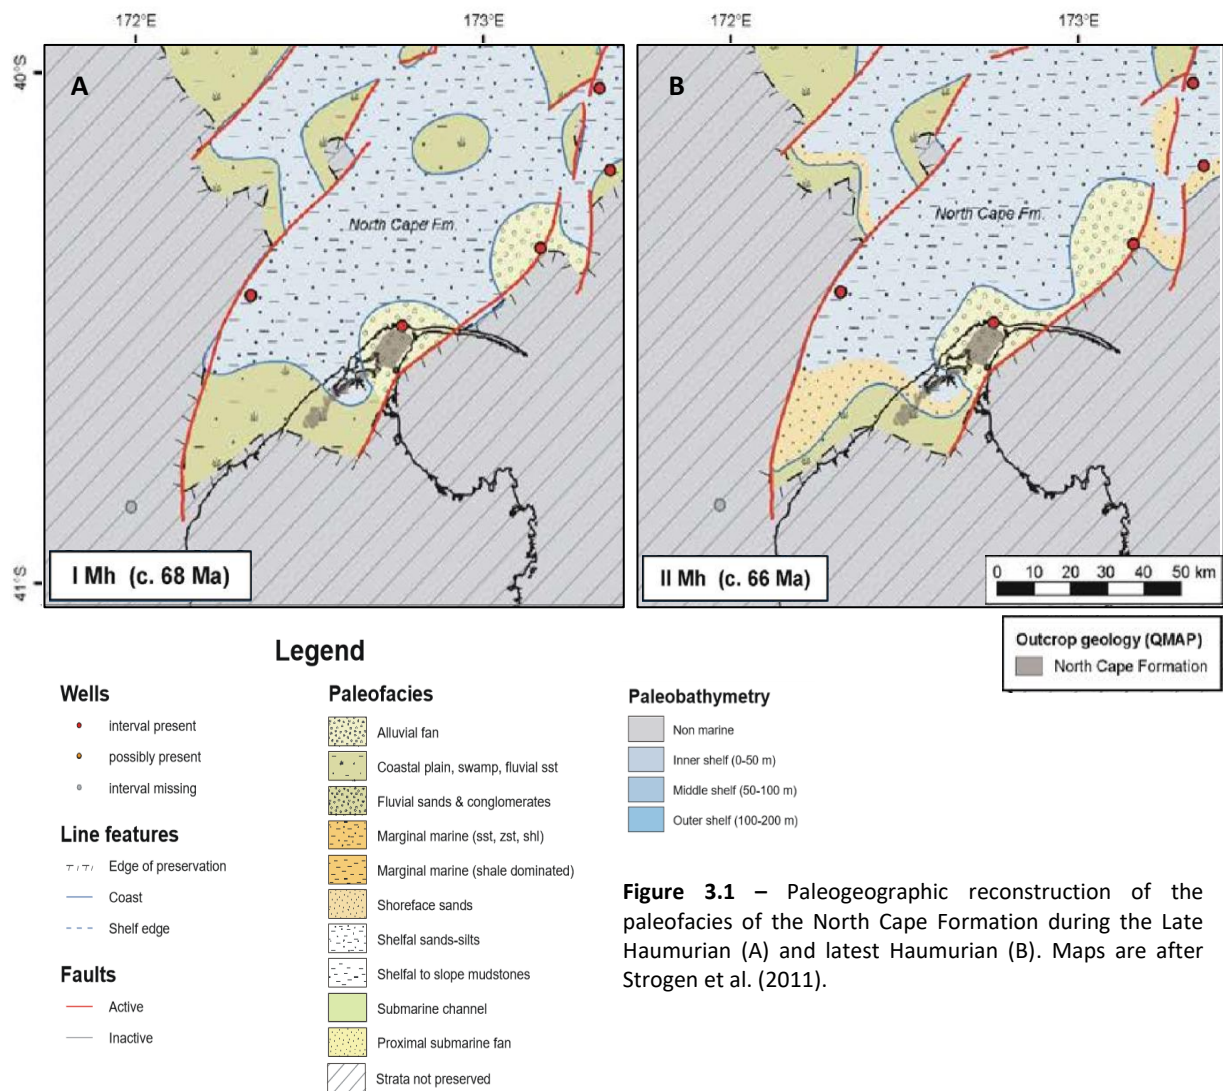 172°E
173°E
172°E
173°E
40°S
A
B
North Cape Fm.
North Cape Fm.
41°S
I Mh (c. 68 Ma)
II Mh (c. 66 Ma)
0 10 20 30 40 50 km
Outcrop geology (QMAP)
North Cape Formation
Legend
Wells
interval present
possibly present
interval missing
Line features
Edge of preservation
Coast
Shelf edge
Faults
Active
Inactive
Paleofacies
Alluvial fan
Coastal plain, swamp, fluvial sst
Fluvial sands & conglomerates
Marginal marine (sst, zst, shl)
Marginal marine (shale dominated)
Shoreface sands
Shelfal sands-silts
Shelfal to slope mudstones
Submarine channel
Proximal submarine fan
Strata not preserved
Paleobathymetry
Non marine
Inner shelf (0-50 m)
Middle shelf (50-100 m)
Outer shelf (100-200 m)
Figure 3.1 – Paleogeographic reconstruction of the
paleofacies of the North Cape Formation during the Late
Haumurian (A) and latest Haumurian (B). Maps are after
Strogen et al. (2011).